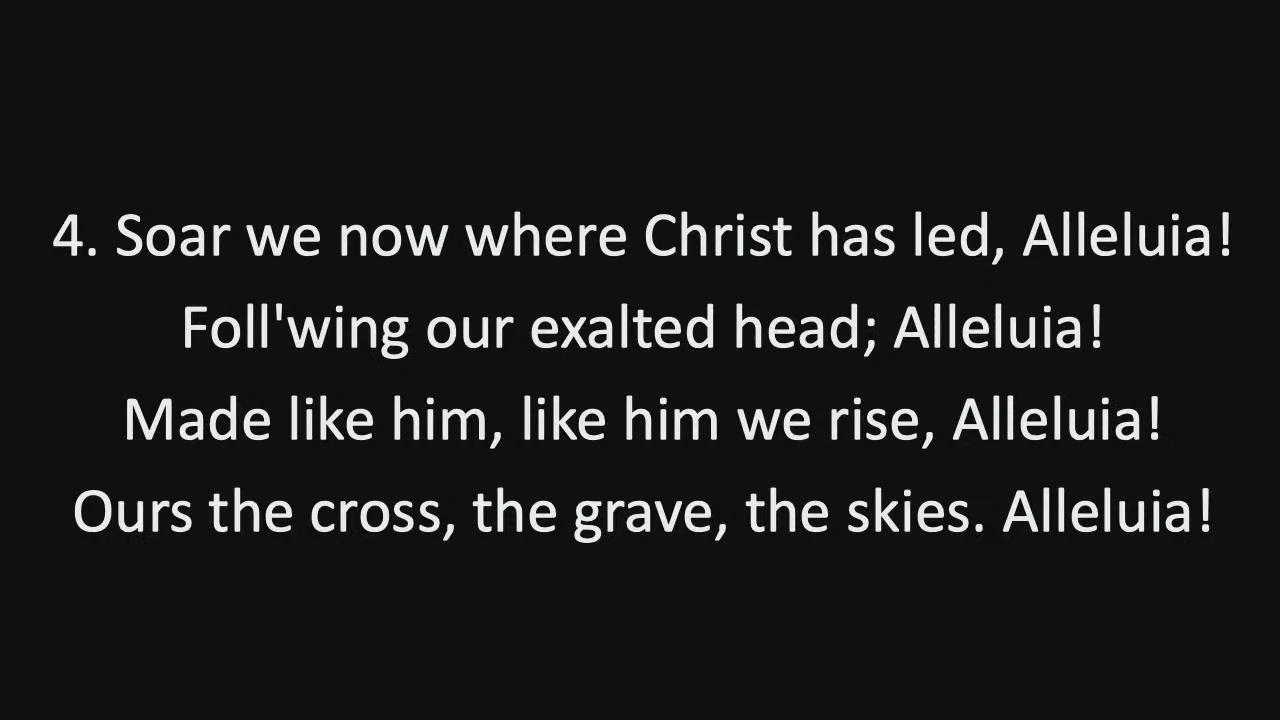 4. Soar we now where Christ has led, Alleluia!
Foll'wing our exalted head; Alleluia!
Made like him, like him we rise, Alleluia!
Ours the cross, the grave, the skies. Alleluia!